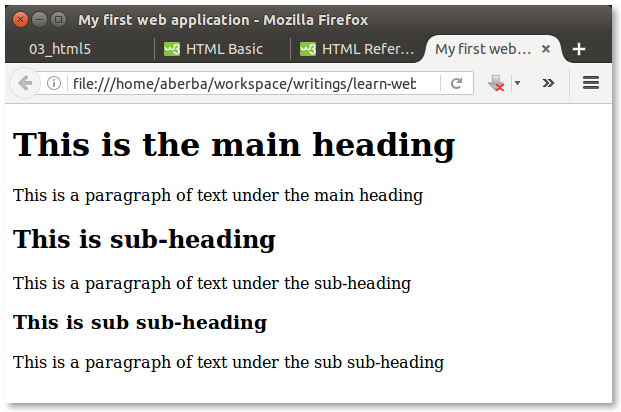 My first web application - Mozilla Firefox
03_html5
HTML Basic
HTML Refer...
My first web...
file:///home/aberba/workspace/writings/learn-web
This is the main heading
This is a paragraph of text under the main heading
This is sub-heading
This is a paragraph of text under the sub-heading
This is sub sub-heading
This is a paragraph of text under the sub sub-heading